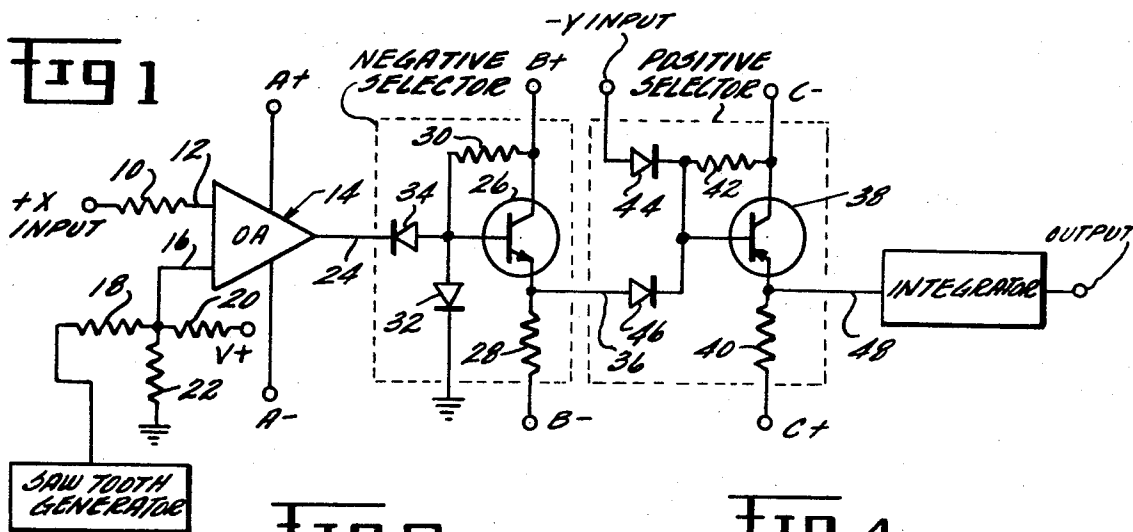 FIG 1
-Y INPUT
NEGATIVE
SELECTOR
B+
POSITIVE
SELECTOR
C-
A+
30
10
12
14
34
26
44
42
38
+X
INPUT
OA
16
24
OUTPUT
INTEGRATOR
18
20
V+
32
28
36
46
40
48
22
A-
B-
C+
SAW TOOTH
GENERATOR